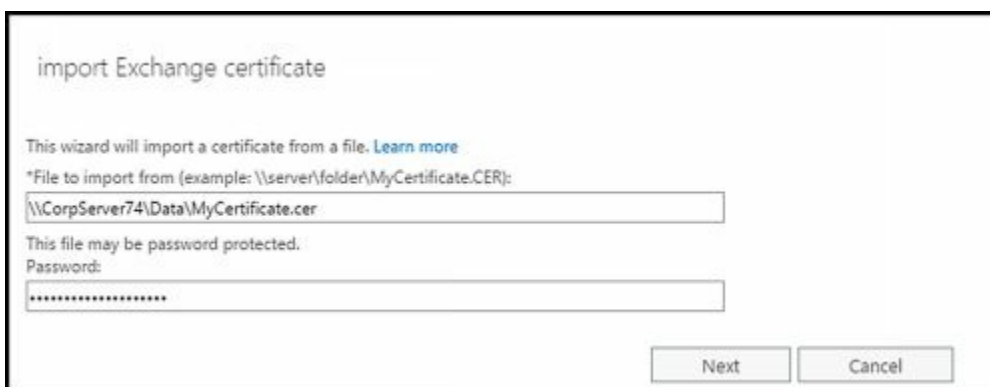 import Exchange certificate
This wizard will import a certificate from a file. Learn more
*File to import from (example: \\server\folder\MyCertificate.CER):
\\CorpServer74\Data\MyCertificate.cer
This file may be password protected.
Password:
••••••••••••••••••••
Next Cancel